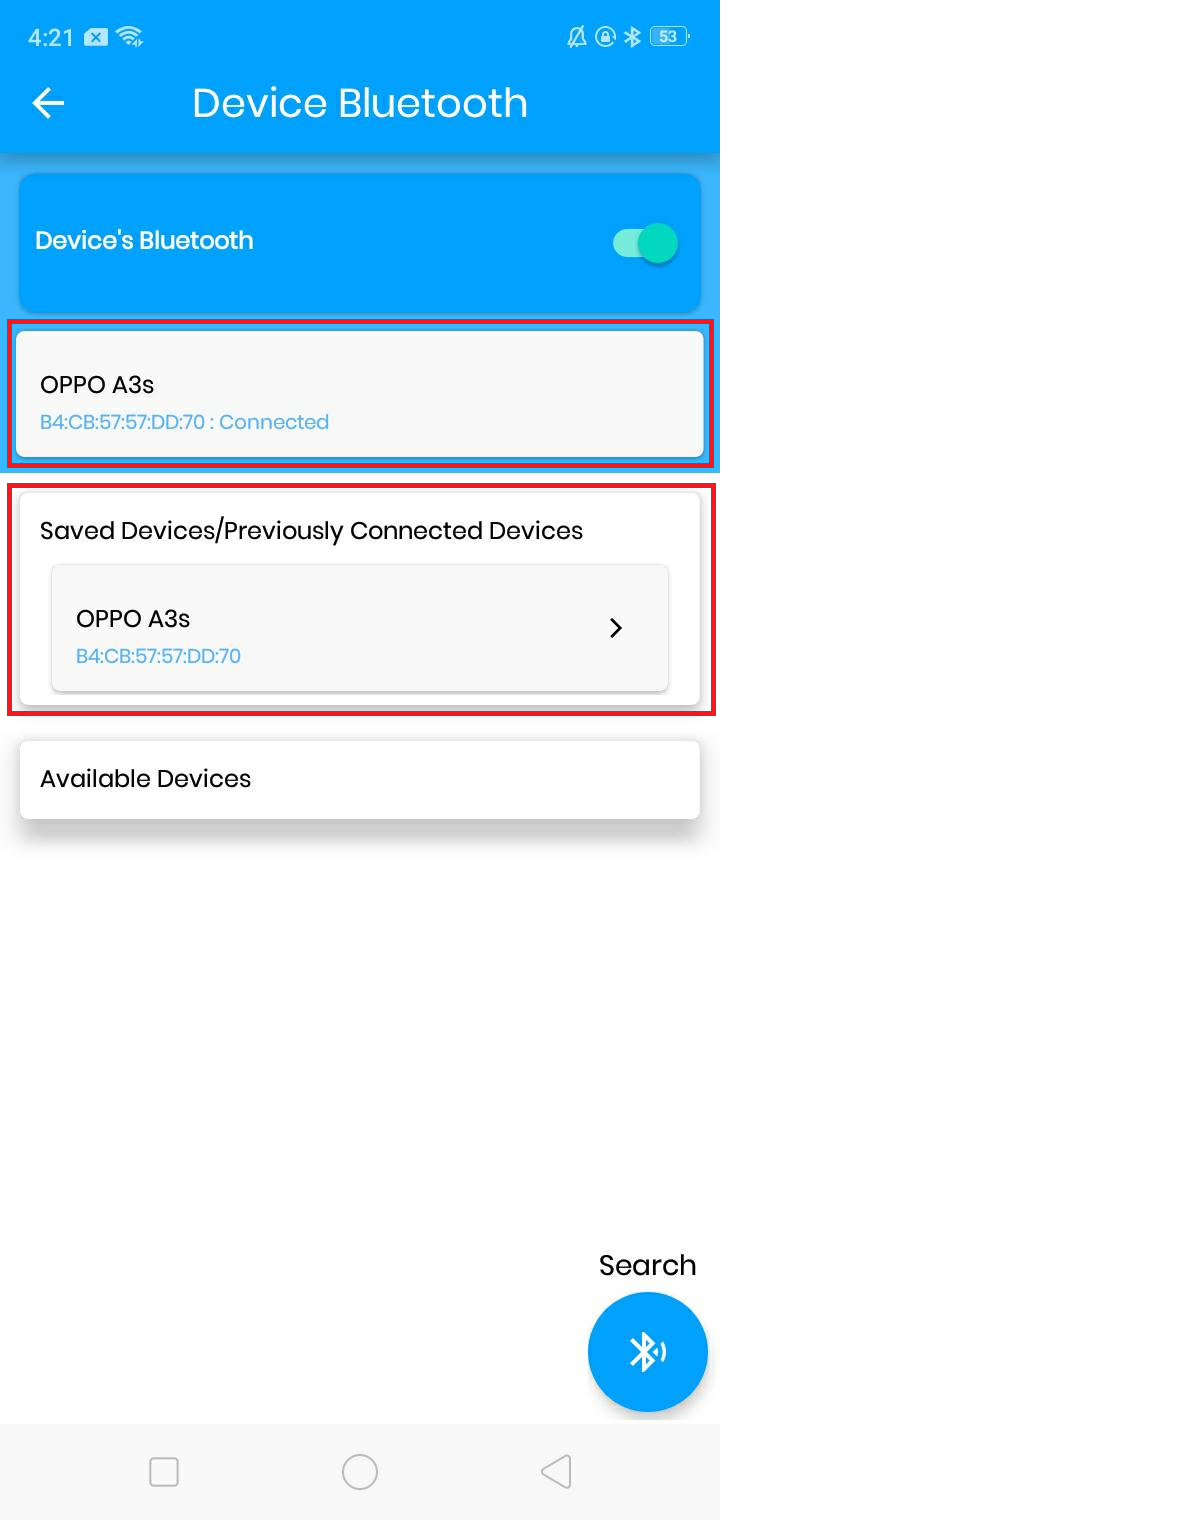 4:21
53
Device Bluetooth
Device's Bluetooth
OPPO A3s
B4:CB:57:57:DD:70 : Connected
Saved Devices/Previously Connected Devices
OPPO A3s
B4:CB:57:57:DD:70
Available Devices
Search